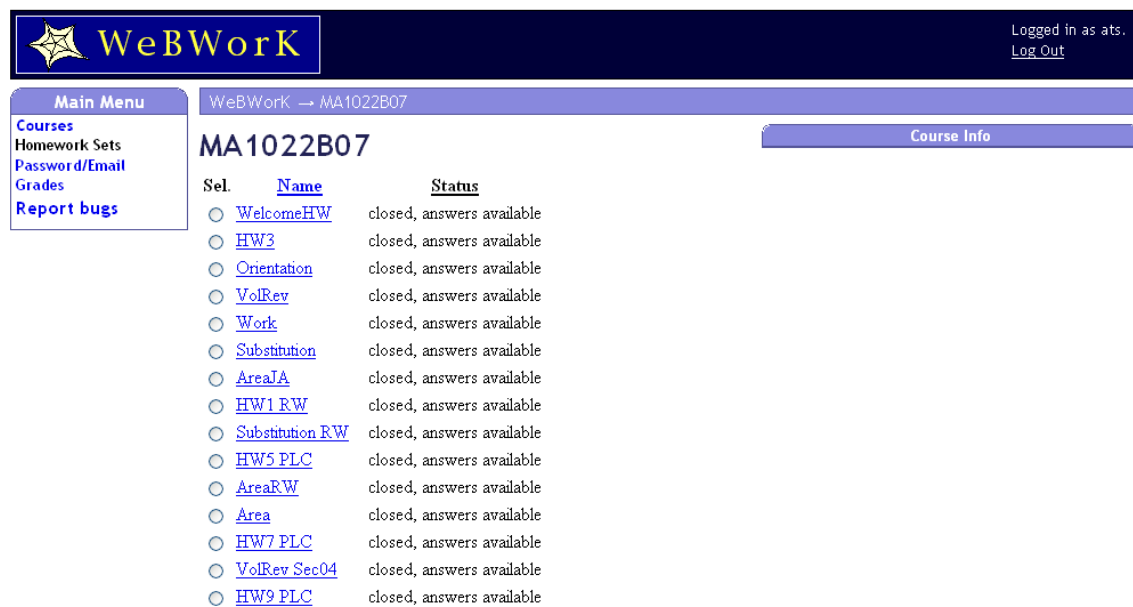 WeBWorK
Logged in as ats.
Log Out
Main Menu
Courses
Homework Sets
Password/Email
Grades
Report bugs
WeBWorK → MA1022B07
MA1022B07
Course Info
Sel. Name Status
WelcomeHW closed, answers available
HW3 closed, answers available
Orientation closed, answers available
VolRev closed, answers available
Work closed, answers available
Substitution closed, answers available
AreaJA closed, answers available
HW1 RW closed, answers available
Substitution RW closed, answers available
HW5 PLC closed, answers available
AreaRW closed, answers available
Area closed, answers available
HW7 PLC closed, answers available
VolRev Sec04 closed, answers available
HW9 PLC closed, answers available